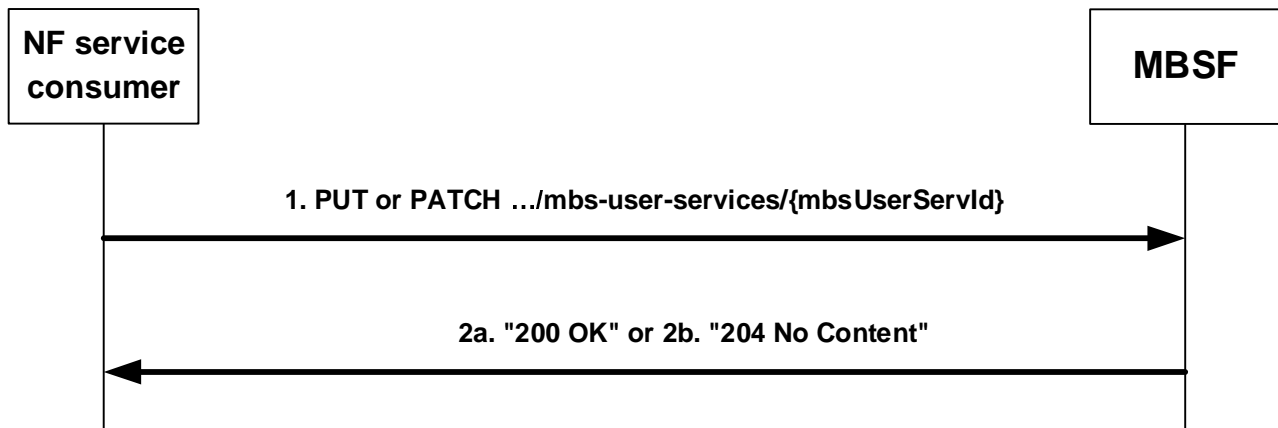 NF service
consumer
MBSF
1. PUT or PATCH …/mbs-user-services/{mbsUserServId}
2a. "200 OK" or 2b. "204 No Content"